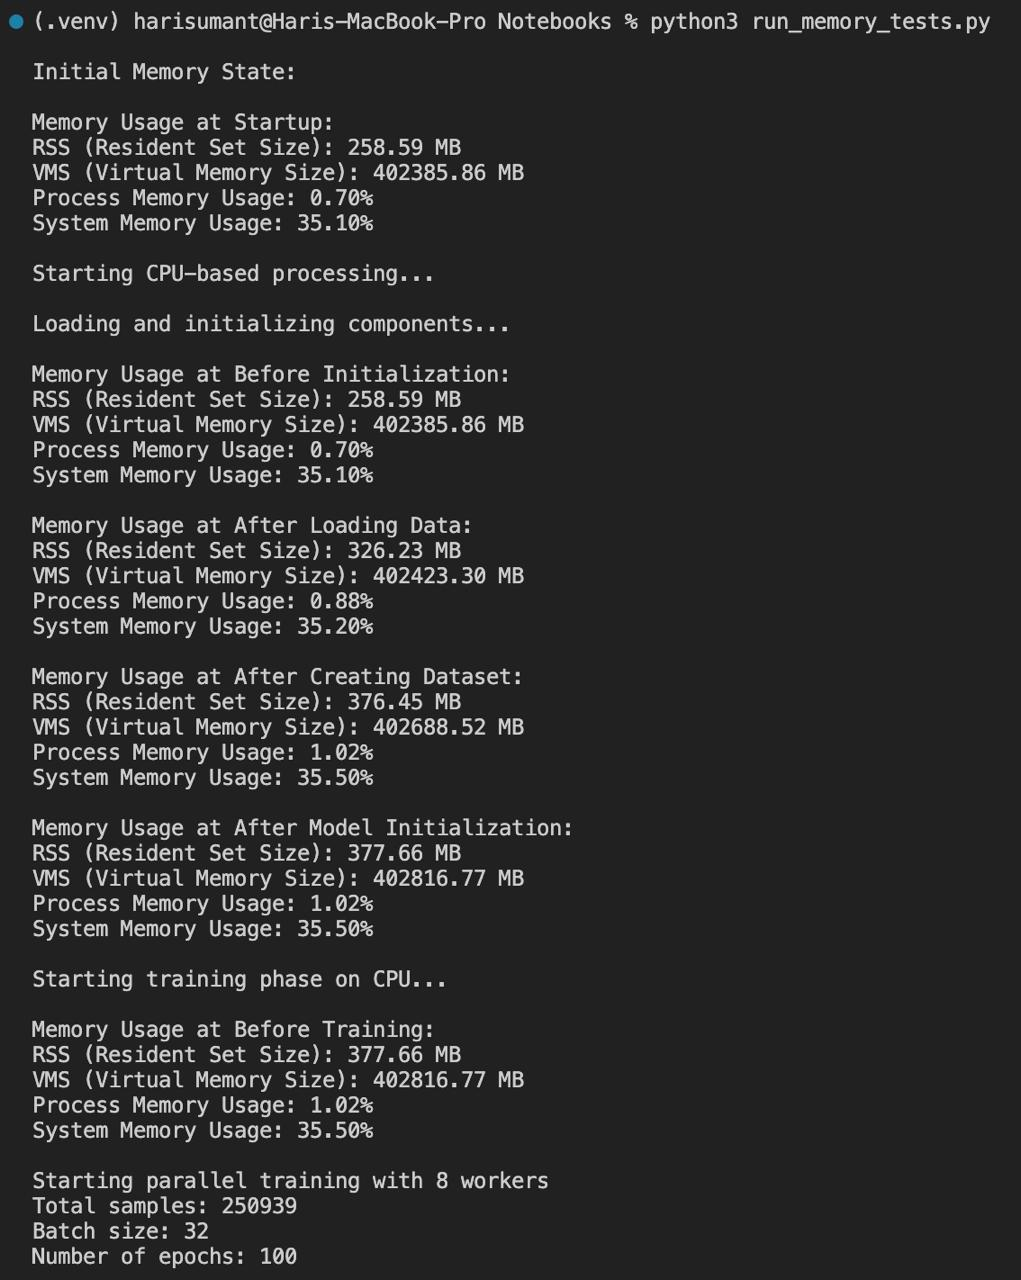 (.venv) harisumant@Haris-MacBook-Pro Notebooks % python3 run_memory_tests.py
Initial Memory State:
Memory Usage at Startup:
RSS (Resident Set Size): 258.59 MB
VMS (Virtual Memory Size): 402385.86 MB
Process Memory Usage: 0.70%
System Memory Usage: 35.10%
Starting CPU-based processing...
Loading and initializing components...
Memory Usage at Before Initialization:
RSS (Resident Set Size): 258.59 MB
VMS (Virtual Memory Size): 402385.86 MB
Process Memory Usage: 0.70%
System Memory Usage: 35.10%
Memory Usage at After Loading Data:
RSS (Resident Set Size): 326.23 MB
VMS (Virtual Memory Size): 402423.30 MB
Process Memory Usage: 0.88%
System Memory Usage: 35.20%
Memory Usage at After Creating Dataset:
RSS (Resident Set Size): 376.45 MB
VMS (Virtual Memory Size): 402688.52 MB
Process Memory Usage: 1.02%
System Memory Usage: 35.50%
Memory Usage at After Model Initialization:
RSS (Resident Set Size): 377.66 MB
VMS (Virtual Memory Size): 402816.77 MB
Process Memory Usage: 1.02%
System Memory Usage: 35.50%
Starting training phase on CPU...
Memory Usage at Before Training:
RSS (Resident Set Size): 377.66 MB
VMS (Virtual Memory Size): 402816.77 MB
Process Memory Usage: 1.02%
System Memory Usage: 35.50%
Starting parallel training with 8 workers
Total samples: 250939
Batch size: 32
Number of epochs: 100